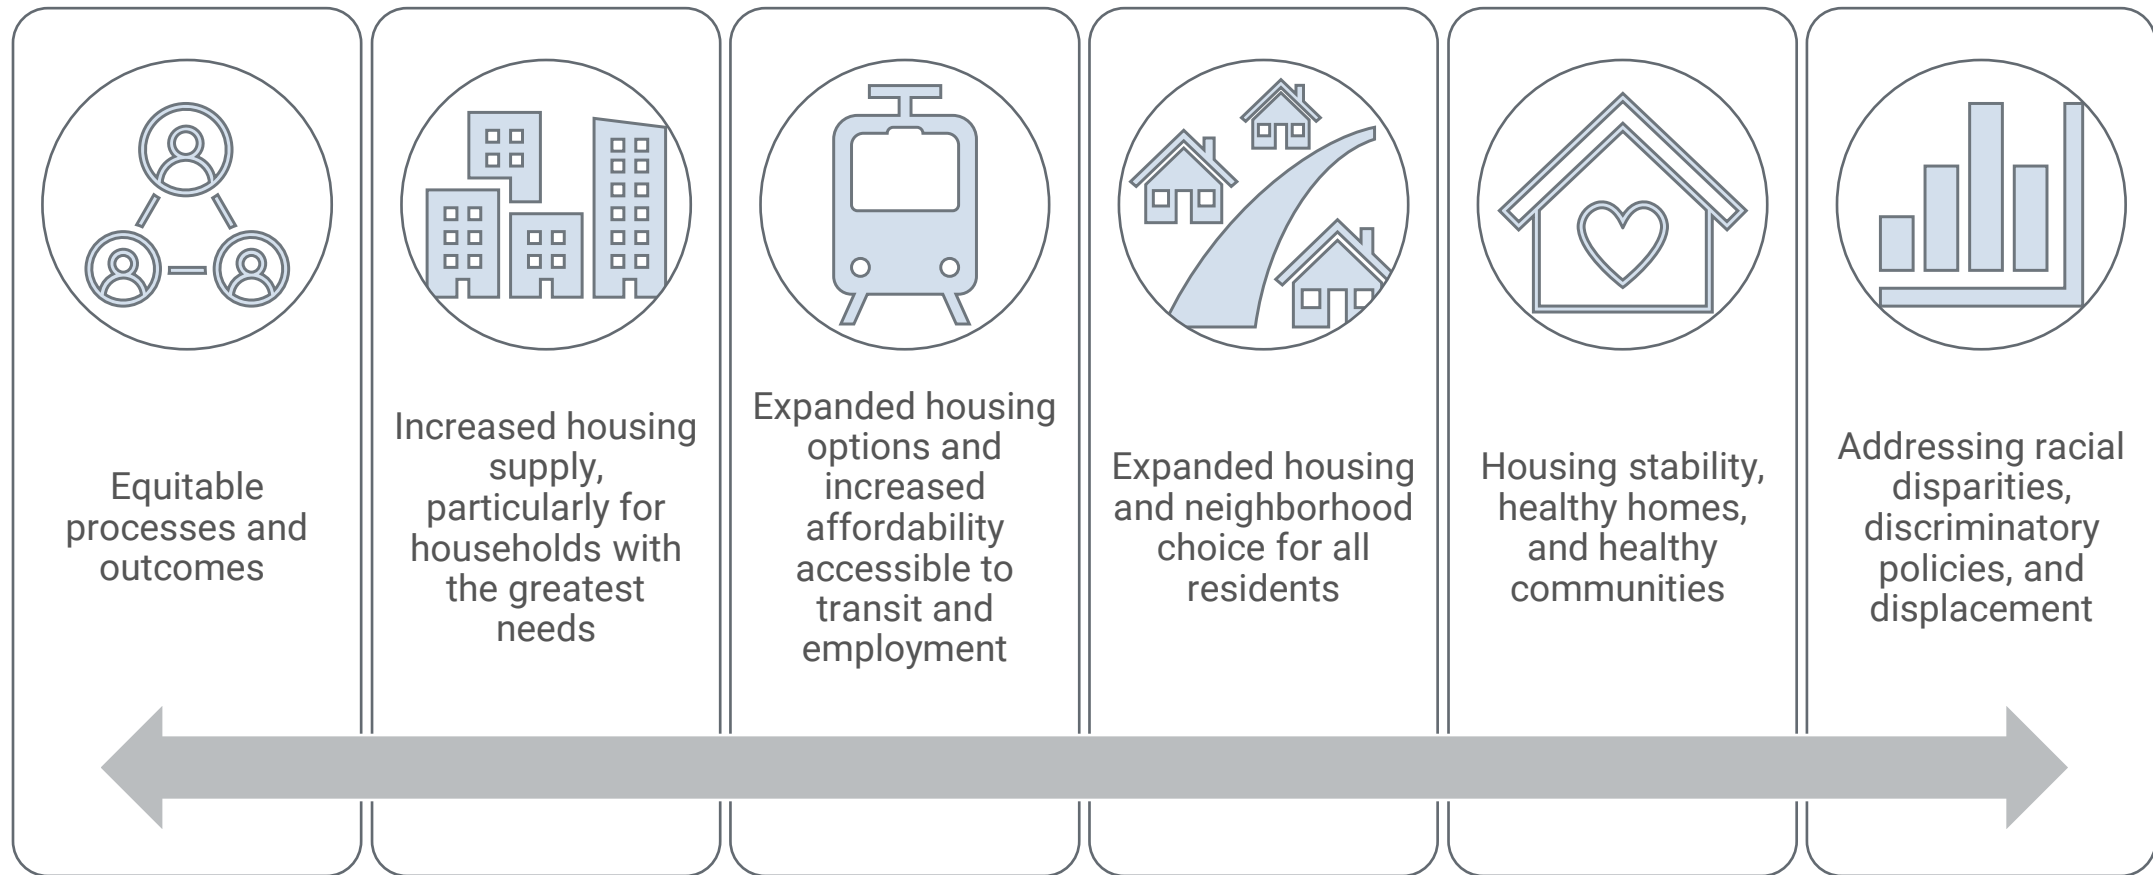 Equitable
processes and
outcomes
Increased housing
supply,
particularly for
households with
the greatest
needs
Expanded housing
options and
increased
affordability
accessible to
transit and
employment
Expanded housing
and neighborhood
choice for all
residents
Housing stability,
healthy homes,
and healthy
communities
Addressing racial
disparities,
discriminatory
policies, and
displacement